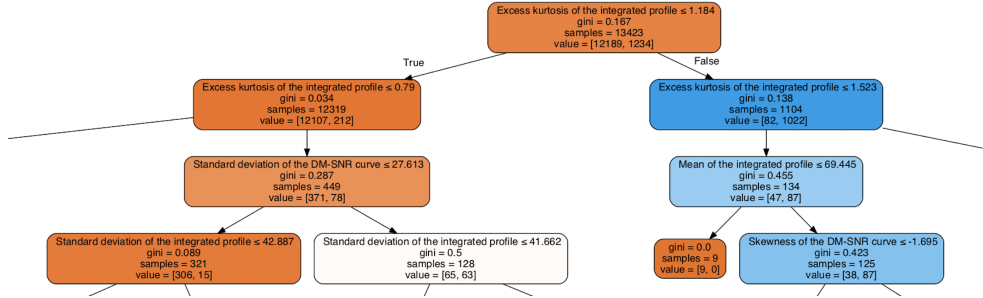 Excess kurtosis of the integrated profile ≤ 1.184
gini = 0.167
samples = 13423
value = [12189, 1234]
True
False
Excess kurtosis of the integrated profile ≤ 0.79
gini = 0.034
samples = 12319
value = [12107, 212]
Excess kurtosis of the integrated profile ≤ 1.523
gini = 0.138
samples = 1104
value = [82, 1022]
Standard deviation of the DM-SNR curve ≤ 27.613
gini = 0.287
samples = 449
value = [371, 78]
Mean of the integrated profile ≤ 69.445
gini = 0.455
samples = 134
value = [47, 87]
Standard deviation of the integrated profile ≤ 42.887
gini = 0.089
samples = 321
value = [306, 15]
Standard deviation of the integrated profile ≤ 41.662
gini = 0.5
samples = 128
value = [65, 63]
gini = 0.0
samples = 9
value = [9, 0]
Skewness of the DM-SNR curve ≤ -1.695
gini = 0.423
samples = 125
value = [38, 87]